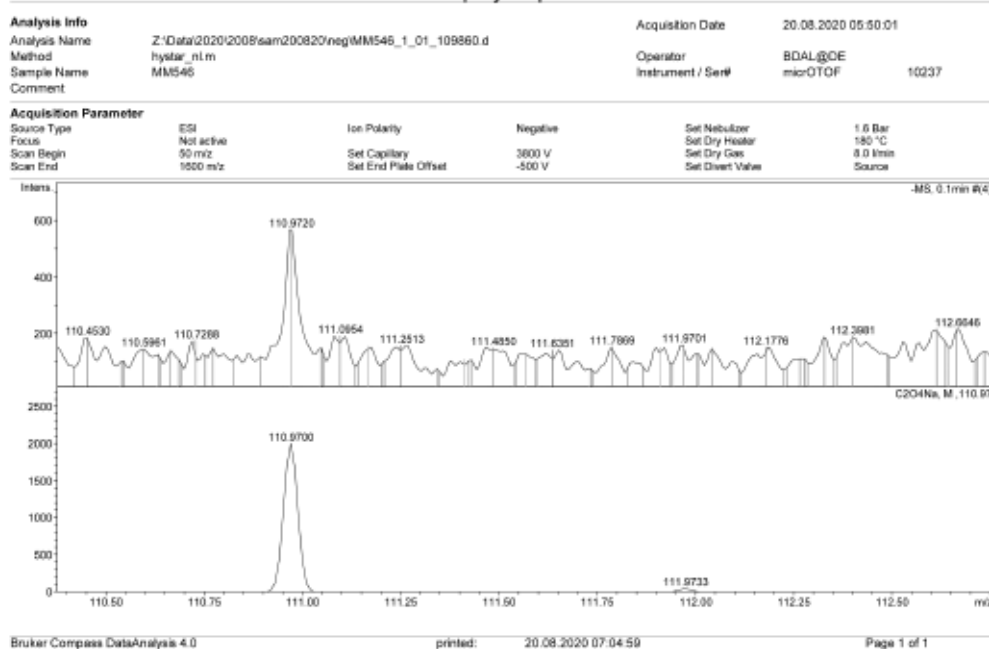 Analysis Info Acquisition Date 20.08.2020 05:50:01
Analysis Name Z:\Data\2020\2008\sam200820\neg\MM546_1_01_109860.d
Method hystar_nl.m Operator BDAL@DE
Sample Name MM546 Instrument / Ser# micrOTOF 10237
Comment
Acquisition Parameter
Source Type ESI Ion Polarity Negative Set Nebulizer 1.6 Bar
Focus Not active Set Dry Heater 180 °C
Scan Begin 50 m/z Set Capillary 3800 V Set Dry Gas 8.0 l/min
Scan End 1600 m/z Set End Plate Offset -500 V Set Divert Valve Source
Intens. -MS, 0.1min #(4)
600
400
200
110.4530 110.5961 110.7288 110.9720 111.0954 111.2513 111.4850 111.6351 111.7869 111.9701 112.1776 112.3981 112.6646
C2O4Na, M ,110.97
2500
2000
1500
1000
500
0
110.9700 111.9733
110.50 110.75 111.00 111.25 111.50 111.75 112.00 112.25 112.50 m/z
Bruker Compass DataAnalysis 4.0 printed: 20.08.2020 07:04:59 Page 1 of 1